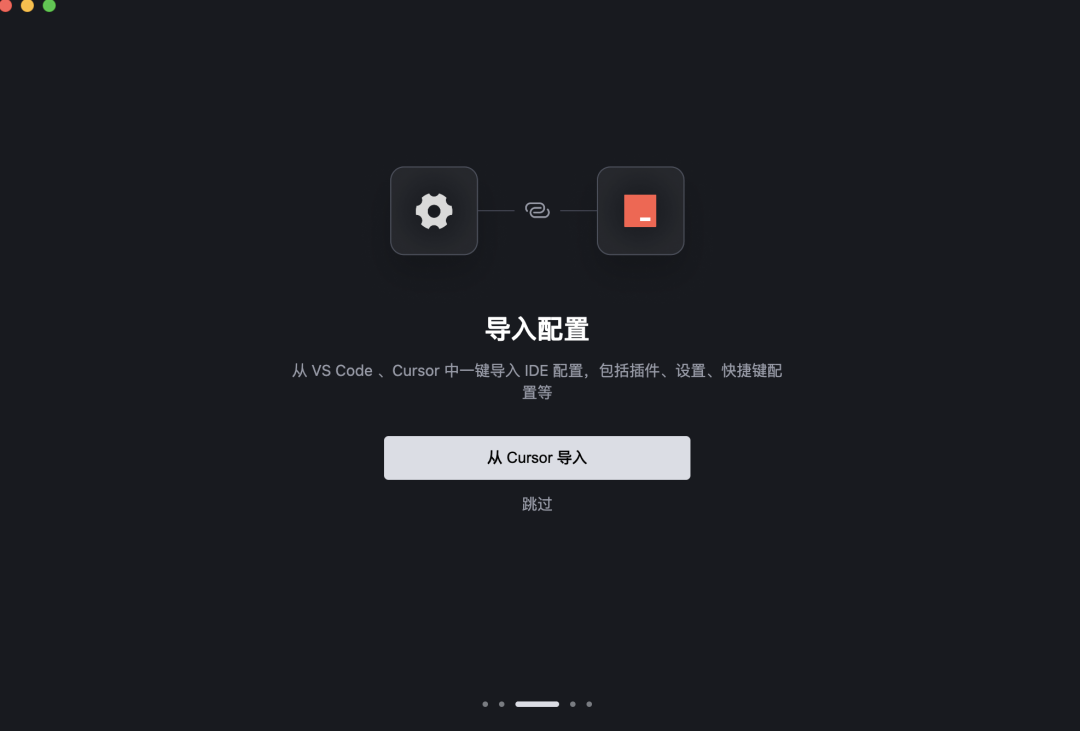 导入配置
从 VS Code 、Cursor 中一键导入 IDE 配置，包括插件、设置、快捷键配
置等
从 Cursor 导入
跳过